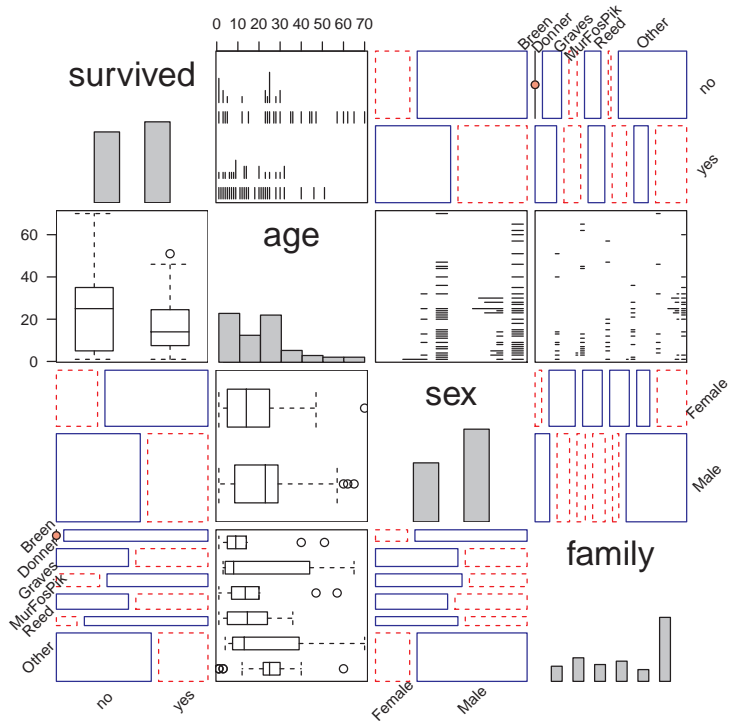 0 10 20 30 40 50 60 70
Breen
Donner
Graves
MurFosPik
Reed
Other
survived
no
yes
0 20 40 60
age
sex
Female
Male
Breen
Donner
Graves
MurFosPik
Reed
Other
family
no
yes
Female
Male